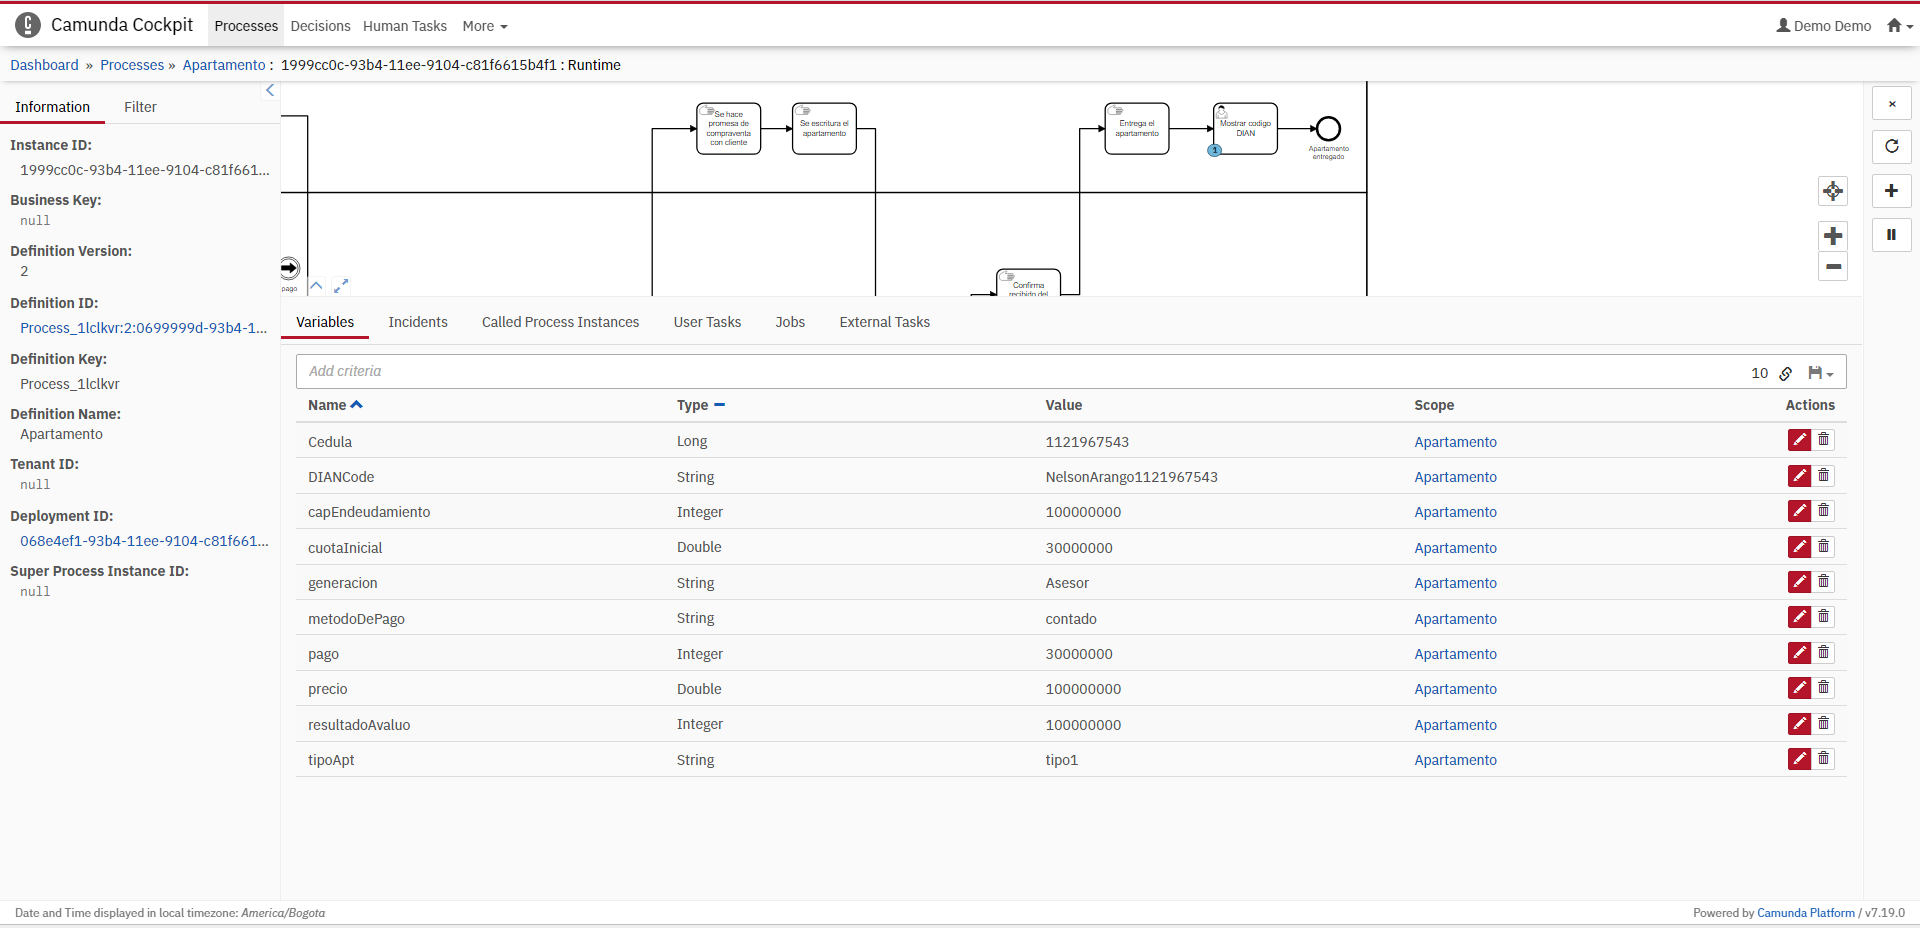 Camunda Cockpit Processes Decisions Human Tasks More Demo Demo
Dashboard » Processes » Apartamento : 1999cc0c-93b4-11ee-9104-c81f6615b4f1 : Runtime
Information Filter
Instance ID:
1999cc0c-93b4-11ee-9104-c81f661...
Business Key:
null
Definition Version:
2
Definition ID:
Process_1lclkvr:2:0699999d-93b4-1...
Definition Key:
Process_1lclkvr
Definition Name:
Apartamento
Tenant ID:
null
Deployment ID:
068e4ef1-93b4-11ee-9104-c81f661...
Super Process Instance ID:
null
Se hace
promesa de
compraventa
con cliente
Se escritura el
apartamento
Entrega el
apartamento
Mostrar codigo
DIAN
1
Apartamento
entregado
pago
Confirma
recibido del
Variables Incidents Called Process Instances User Tasks Jobs External Tasks
Add criteria 10
Name Type Value Scope Actions
Cedula Long 1121967543 Apartamento
DIANCode String NelsonArango1121967543 Apartamento
capEndeudamiento Integer 100000000 Apartamento
cuotaInicial Double 30000000 Apartamento
generacion String Asesor Apartamento
metodoDePago String contado Apartamento
pago Integer 30000000 Apartamento
precio Double 100000000 Apartamento
resultadoAvaluo Integer 100000000 Apartamento
tipoApt String tipo1 Apartamento
Date and Time displayed in local timezone: America/Bogota Powered by Camunda Platform / v7.19.0